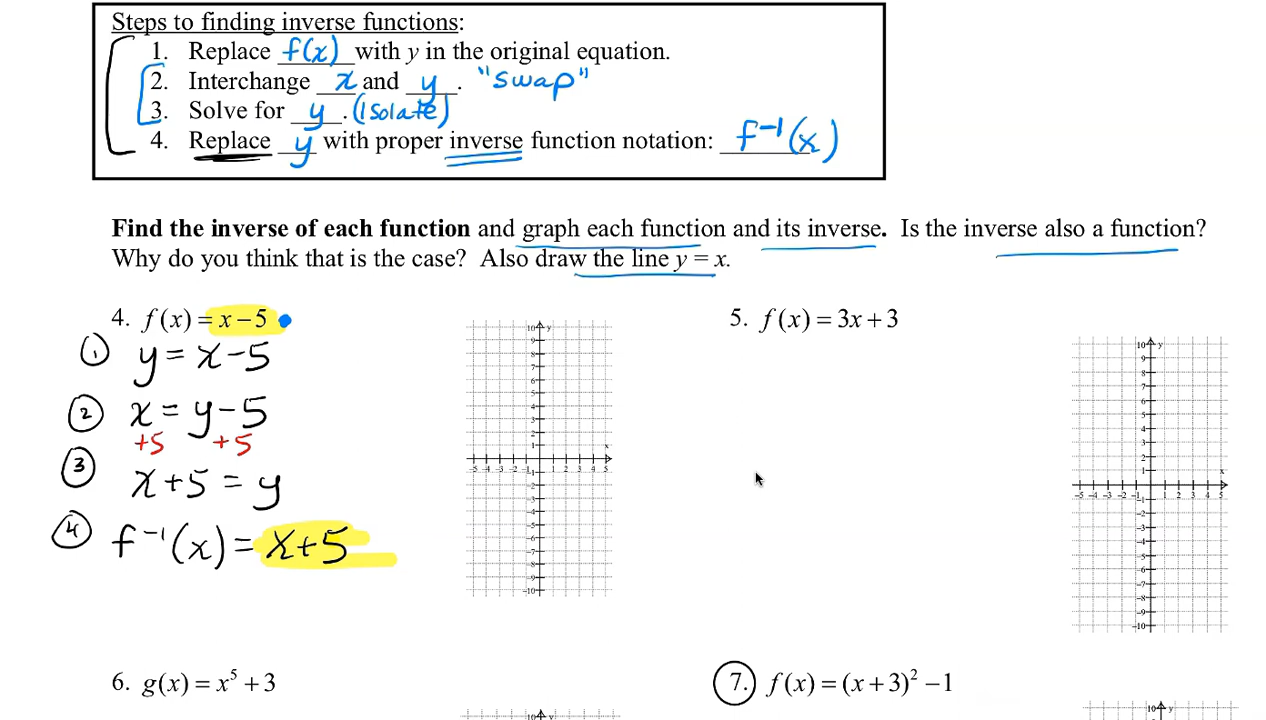 Steps to finding inverse functions:
1. Replace f(x) with y in the original equation.
2. Interchange x and y. "swap"
3. Solve for y. (Isolate)
4. Replace y with proper inverse function notation: f⁻¹(x)
Find the inverse of each function and graph each function and its inverse. Is the inverse also a function?
Why do you think that is the case? Also draw the line y = x.
4. f(x) = x − 5
① y = x − 5
② x = y − 5
+5 +5
③ x + 5 = y
④ f⁻¹(x) = x + 5
5. f(x) = 3x + 3
6. g(x) = x⁵ + 3
7. f(x) = (x + 3)² − 1